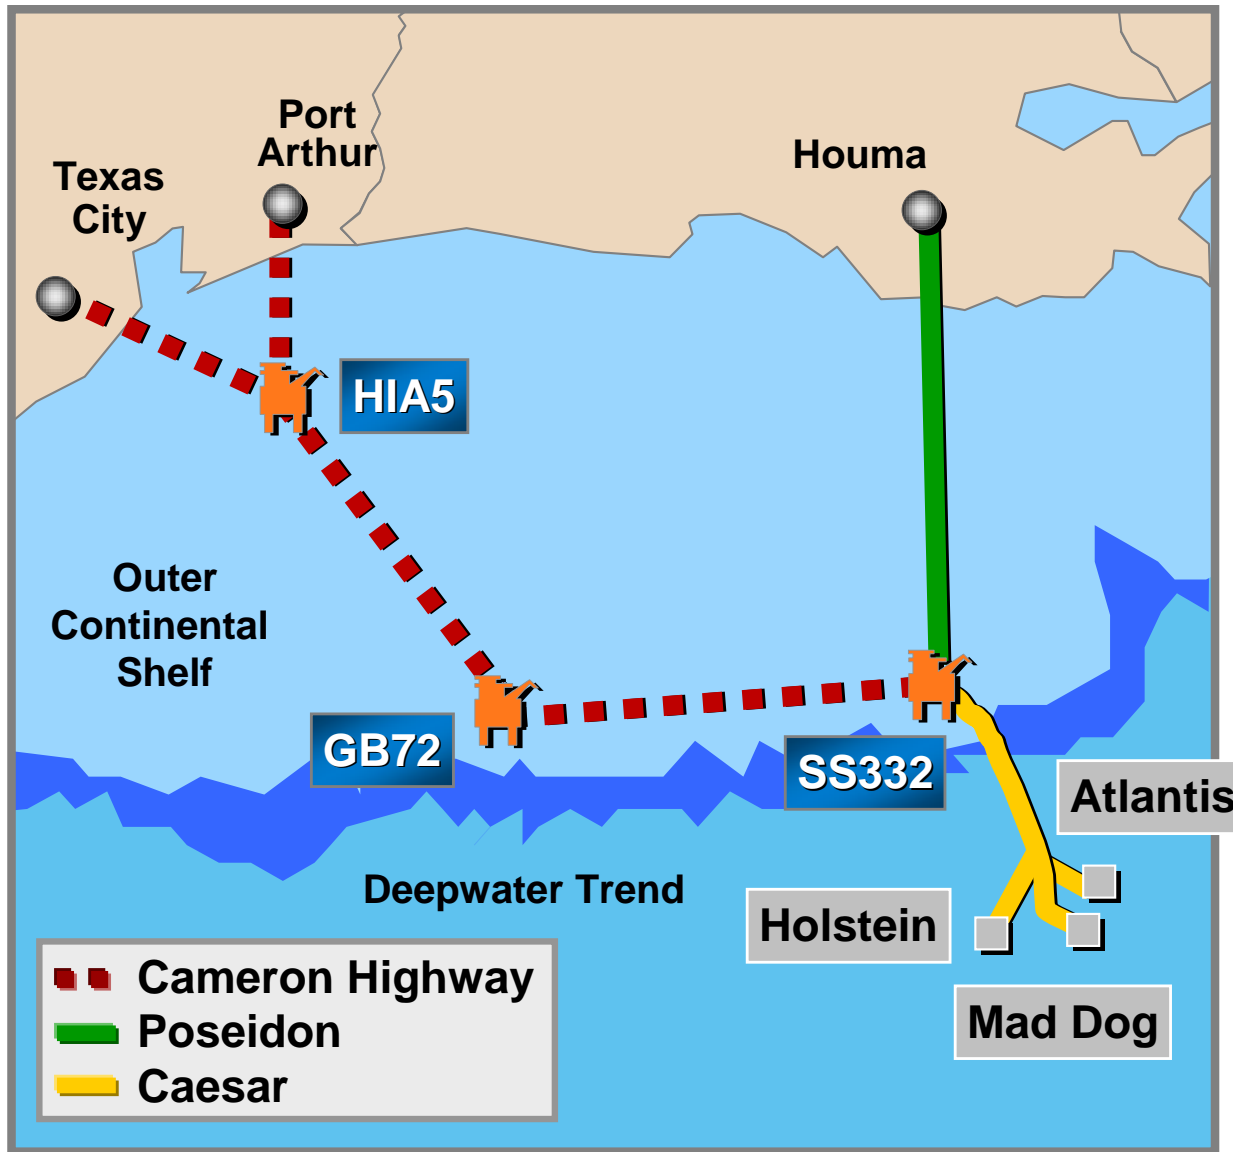 Port
Arthur
Texas
City
Houma
HIA5
Outer
Continental
Shelf
GB72
SS332
Atlantis
Deepwater Trend
Holstein
Mad Dog
Cameron Highway
Poseidon
Caesar